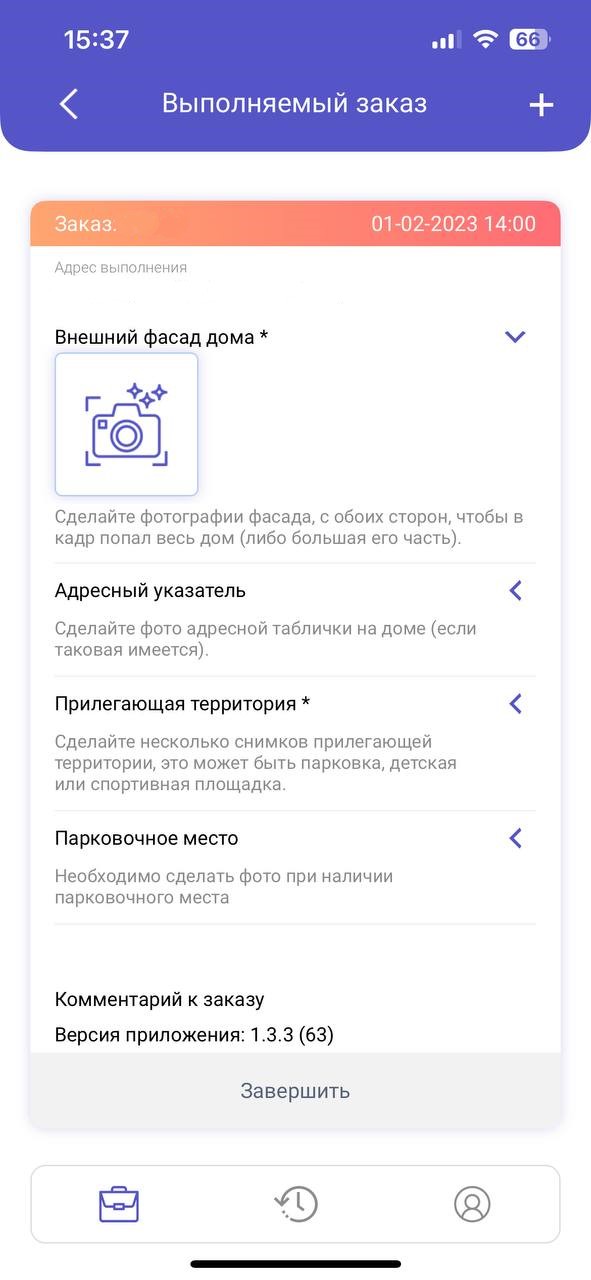 15:37
66
Выполняемый заказ
Заказ. 01-02-2023 14:00
Адрес выполнения
Внешний фасад дома *
Сделайте фотографии фасада, с обоих сторон, чтобы в
кадр попал весь дом (либо большая его часть).
Адресный указатель
Сделайте фото адресной таблички на доме (если
таковая имеется).
Прилегающая территория *
Сделайте несколько снимков прилегающей
территории, это может быть парковка, детская
или спортивная площадка.
Парковочное место
Необходимо сделать фото при наличии
парковочного места
Комментарий к заказу
Версия приложения: 1.3.3 (63)
Завершить